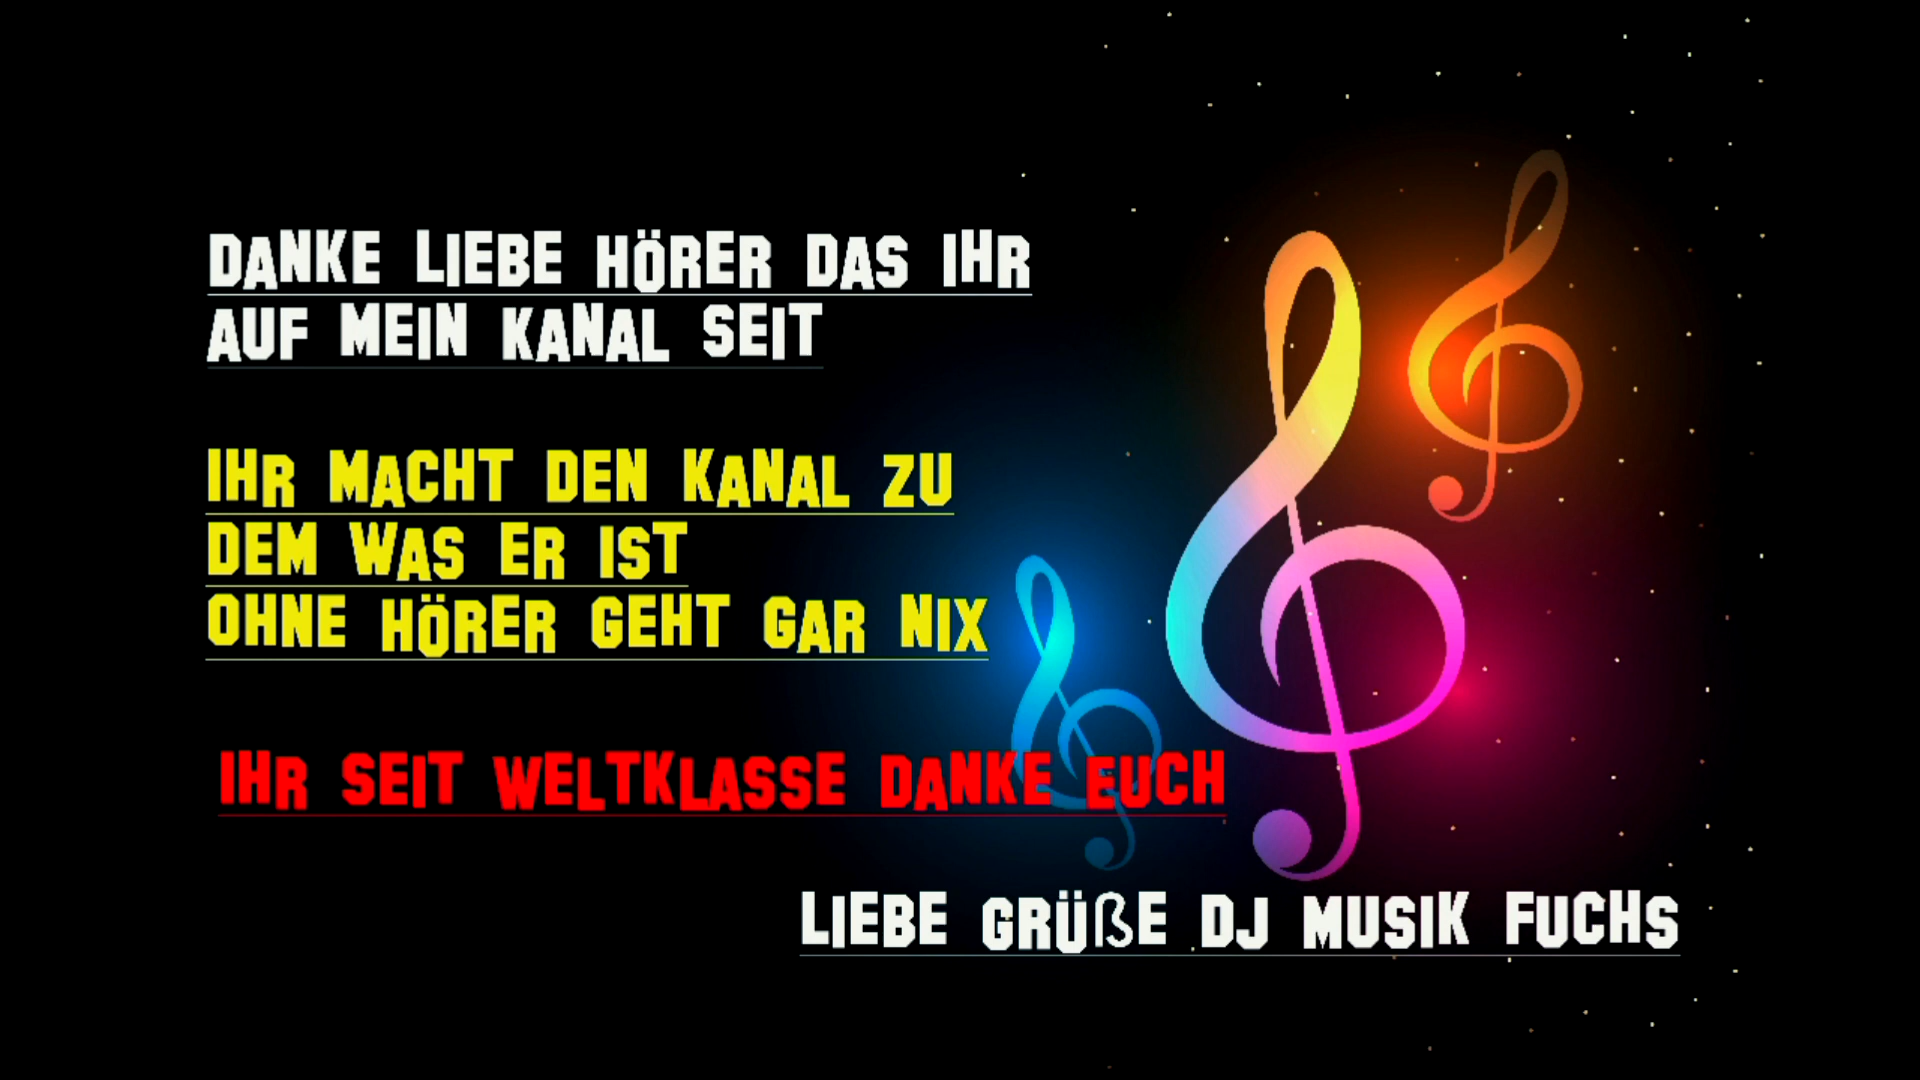 DANKE LIEBE HÖRER DAS IHR
AUF MEIN KANAL SEIT
IHR MACHT DEN KANAL ZU
DEM WAS ER IST
OHNE HÖRER GEHT GAR NIX
IHR SEIT WELTKLASSE DANKE EUCH
LIEBE GRÜßE DJ MUSIK FUCHS